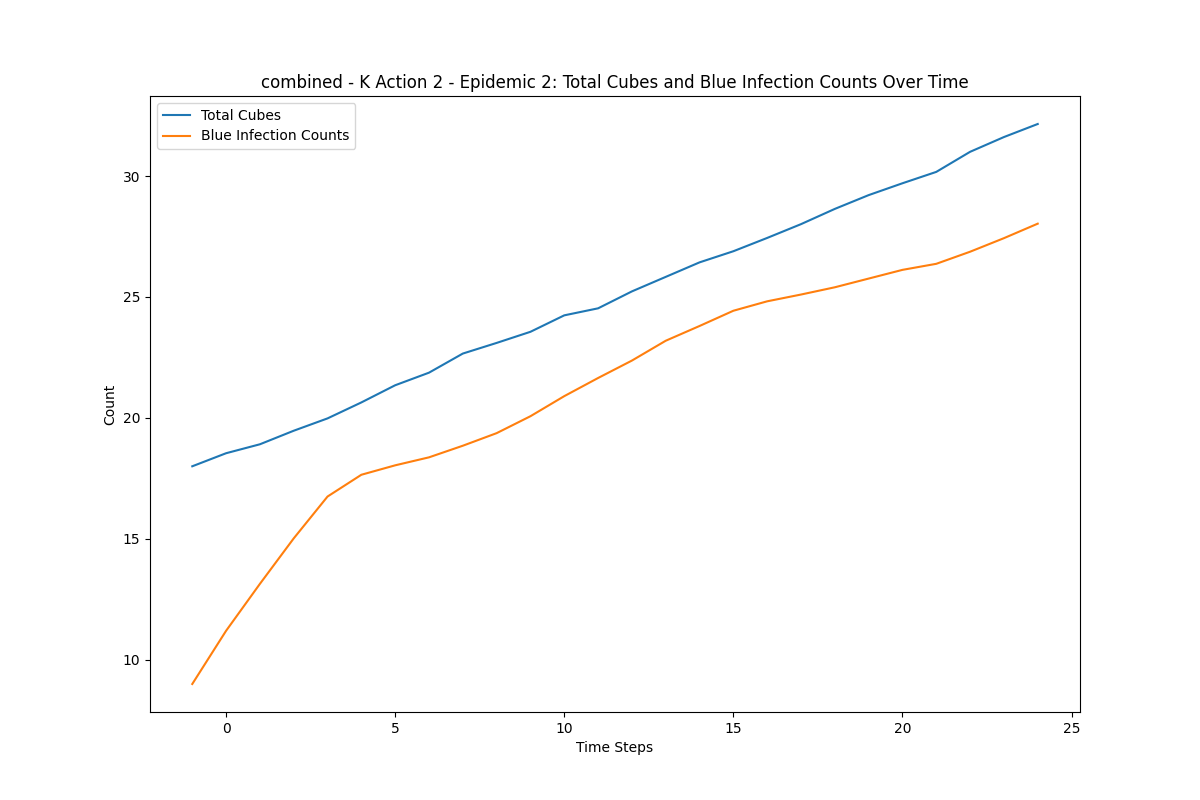 combined - K Action 2 - Epidemic 2: Total Cubes and Blue Infection Counts Over Time
Total Cubes
Blue Infection Counts
30
25
20
15
10
Count
0 5 10 15 20 25
Time Steps